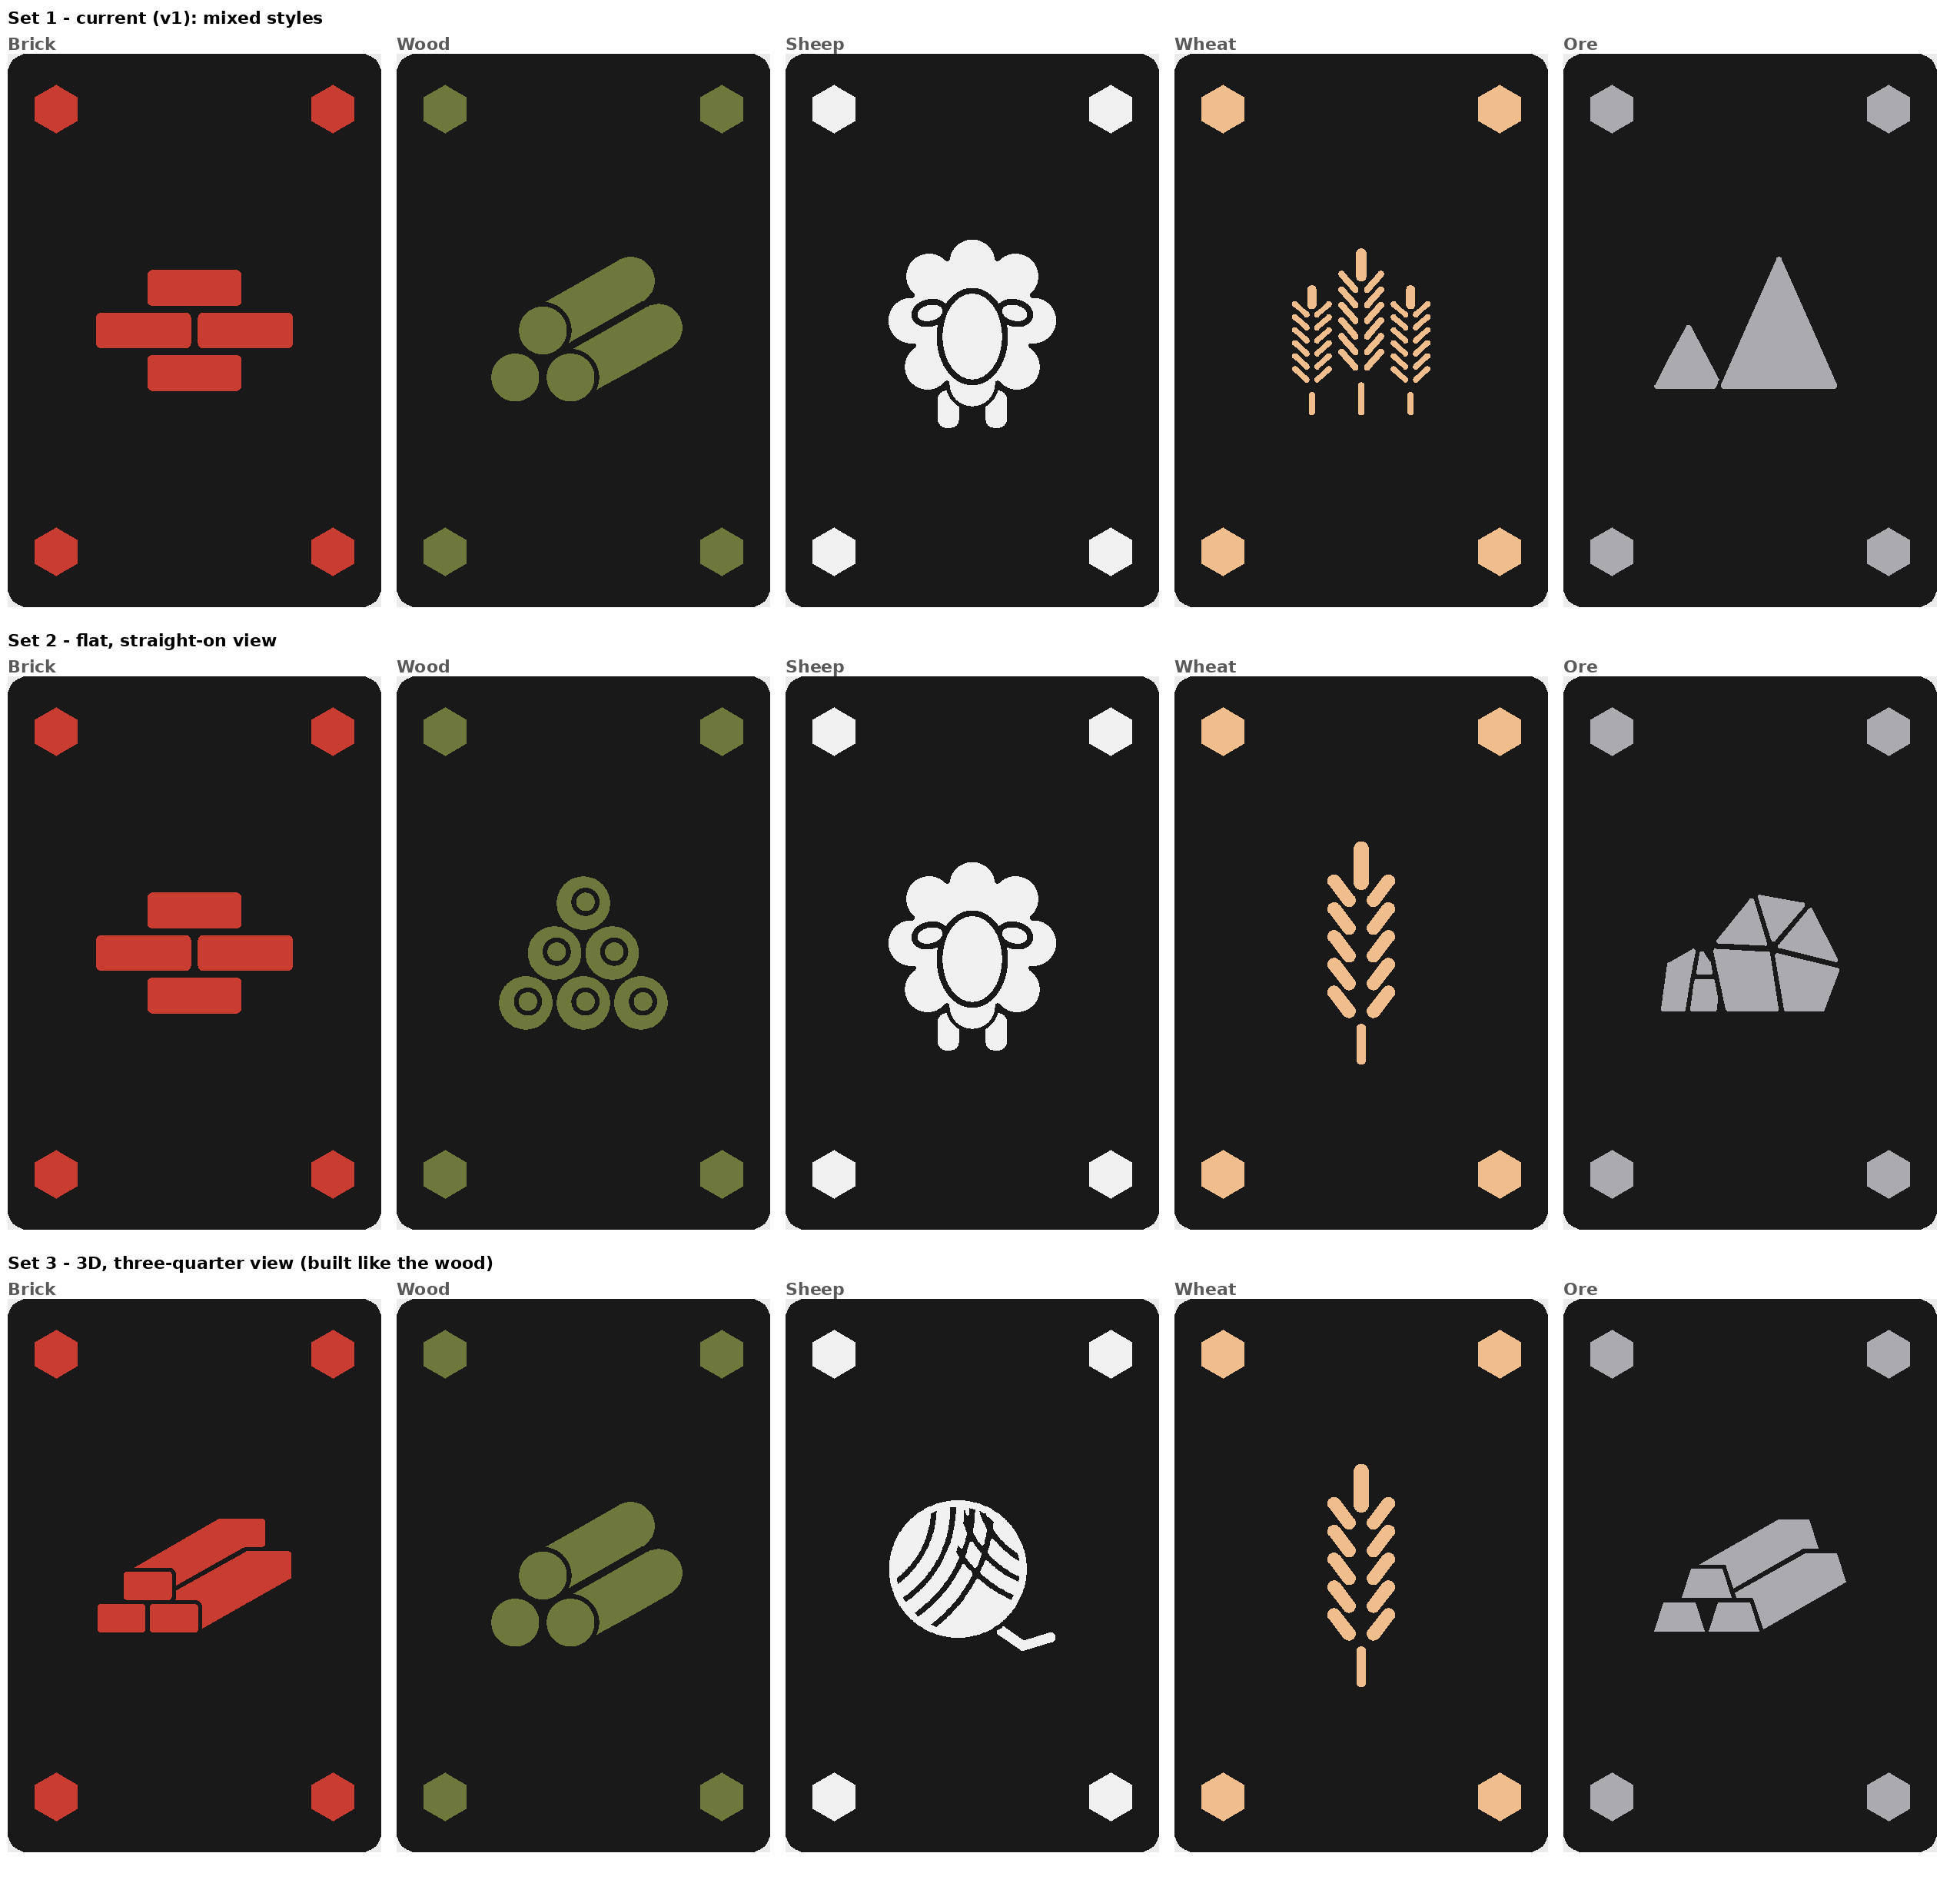 Set 1 - current (v1): mixed styles
Brick Wood Sheep Wheat Ore
Set 2 - flat, straight-on view
Brick Wood Sheep Wheat Ore
Set 3 - 3D, three-quarter view (built like the wood)
Brick Wood Sheep Wheat Ore